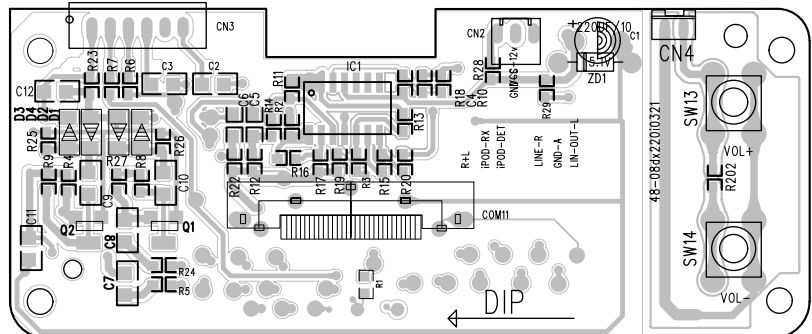 CN3
CN2
+220UF/10
C1
CN4
R23
R7
R6
C3
C2
IC1
R11
R28
GND
CC-12v
5.1V
ZD1
C12
C6
C5
R14
R2
R13
R18
C4
R10
R29
SW13
D3
D4
D2
D1
R25
R26
R+L
iPOD-RX
iPOD-DET
LINE-R
GND-A
LIN-OUT-L
48-08dx22010321
VOL+
R9
R4
R27
R8
C10
C9
R22
R12
R16
R17
R19
R3
R15
R20
R202
C11
Q2
C8
Q1
COM11
SW14
C7
R24
R5
R1
DIP
VOL-